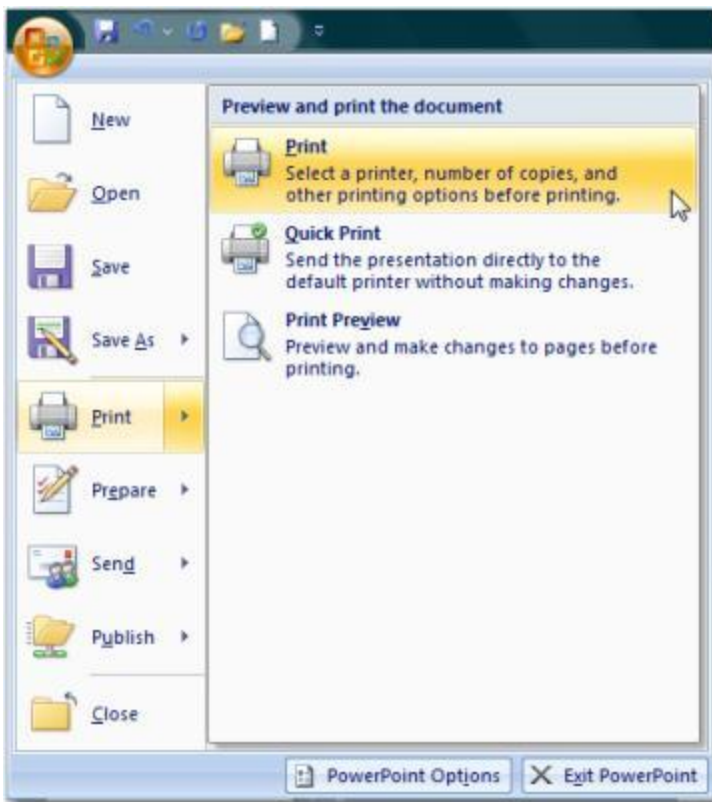 New
Open
Save
Save As
Print
Prepare
Send
Publish
Close
Preview and print the document
Print
Select a printer, number of copies, and
other printing options before printing.
Quick Print
Send the presentation directly to the
default printer without making changes.
Print Preview
Preview and make changes to pages before
printing.
PowerPoint Options
Exit PowerPoint